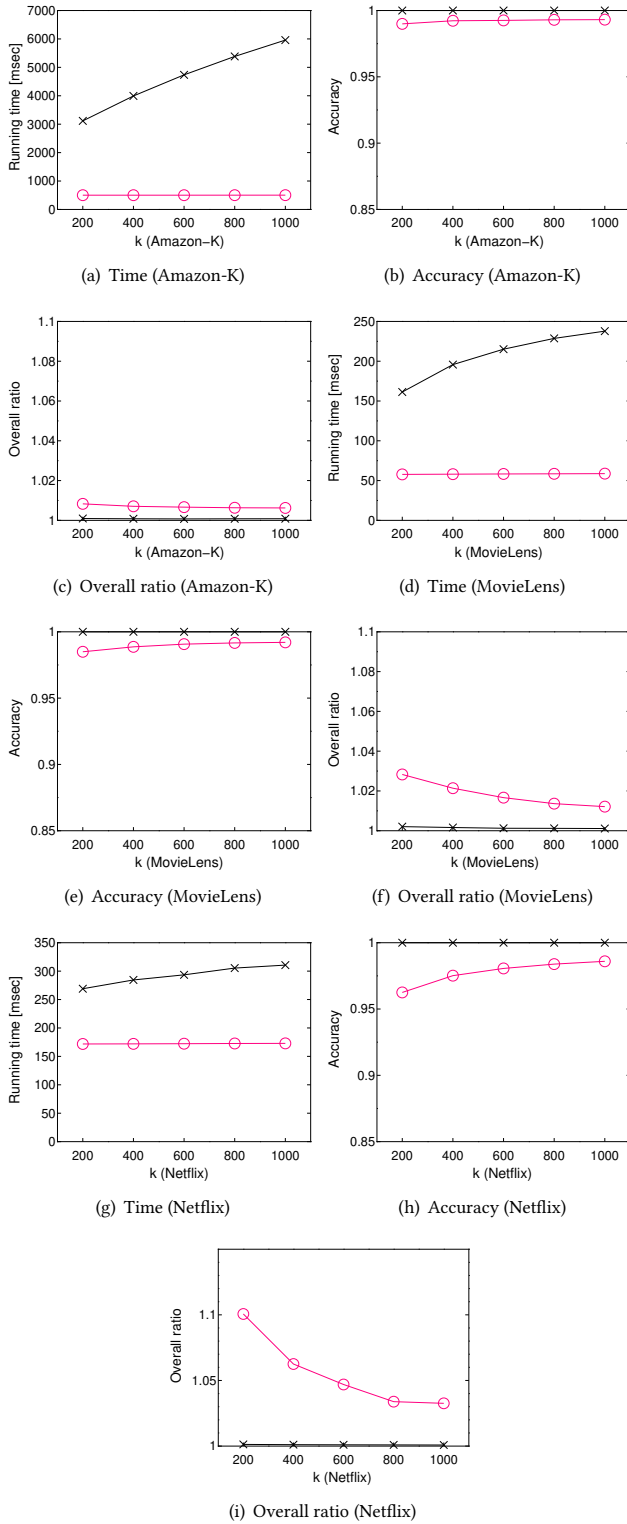 7000
6000
5000
4000
3000
2000
1000
0
Running time [msec]
200 400 600 800 1000
k (Amazon−K)
(a) Time (Amazon-K)
1
0.95
0.9
0.85
Accuracy
200 400 600 800 1000
k (Amazon−K)
(b) Accuracy (Amazon-K)
1.1
1.08
1.06
1.04
1.02
1
Overall ratio
200 400 600 800 1000
k (Amazon−K)
(c) Overall ratio (Amazon-K)
250
200
150
100
50
0
Running time [msec]
200 400 600 800 1000
k (MovieLens)
(d) Time (MovieLens)
1
0.95
0.9
0.85
Accuracy
200 400 600 800 1000
k (MovieLens)
(e) Accuracy (MovieLens)
1.1
1.08
1.06
1.04
1.02
1
Overall ratio
200 400 600 800 1000
k (MovieLens)
(f) Overall ratio (MovieLens)
350
300
250
200
150
100
50
0
Running time [msec]
200 400 600 800 1000
k (Netflix)
(g) Time (Netflix)
1
0.95
0.9
0.85
Accuracy
200 400 600 800 1000
k (Netflix)
(h) Accuracy (Netflix)
1.1
1.05
1
Overall ratio
200 400 600 800 1000
k (Netflix)
(i) Overall ratio (Netflix)